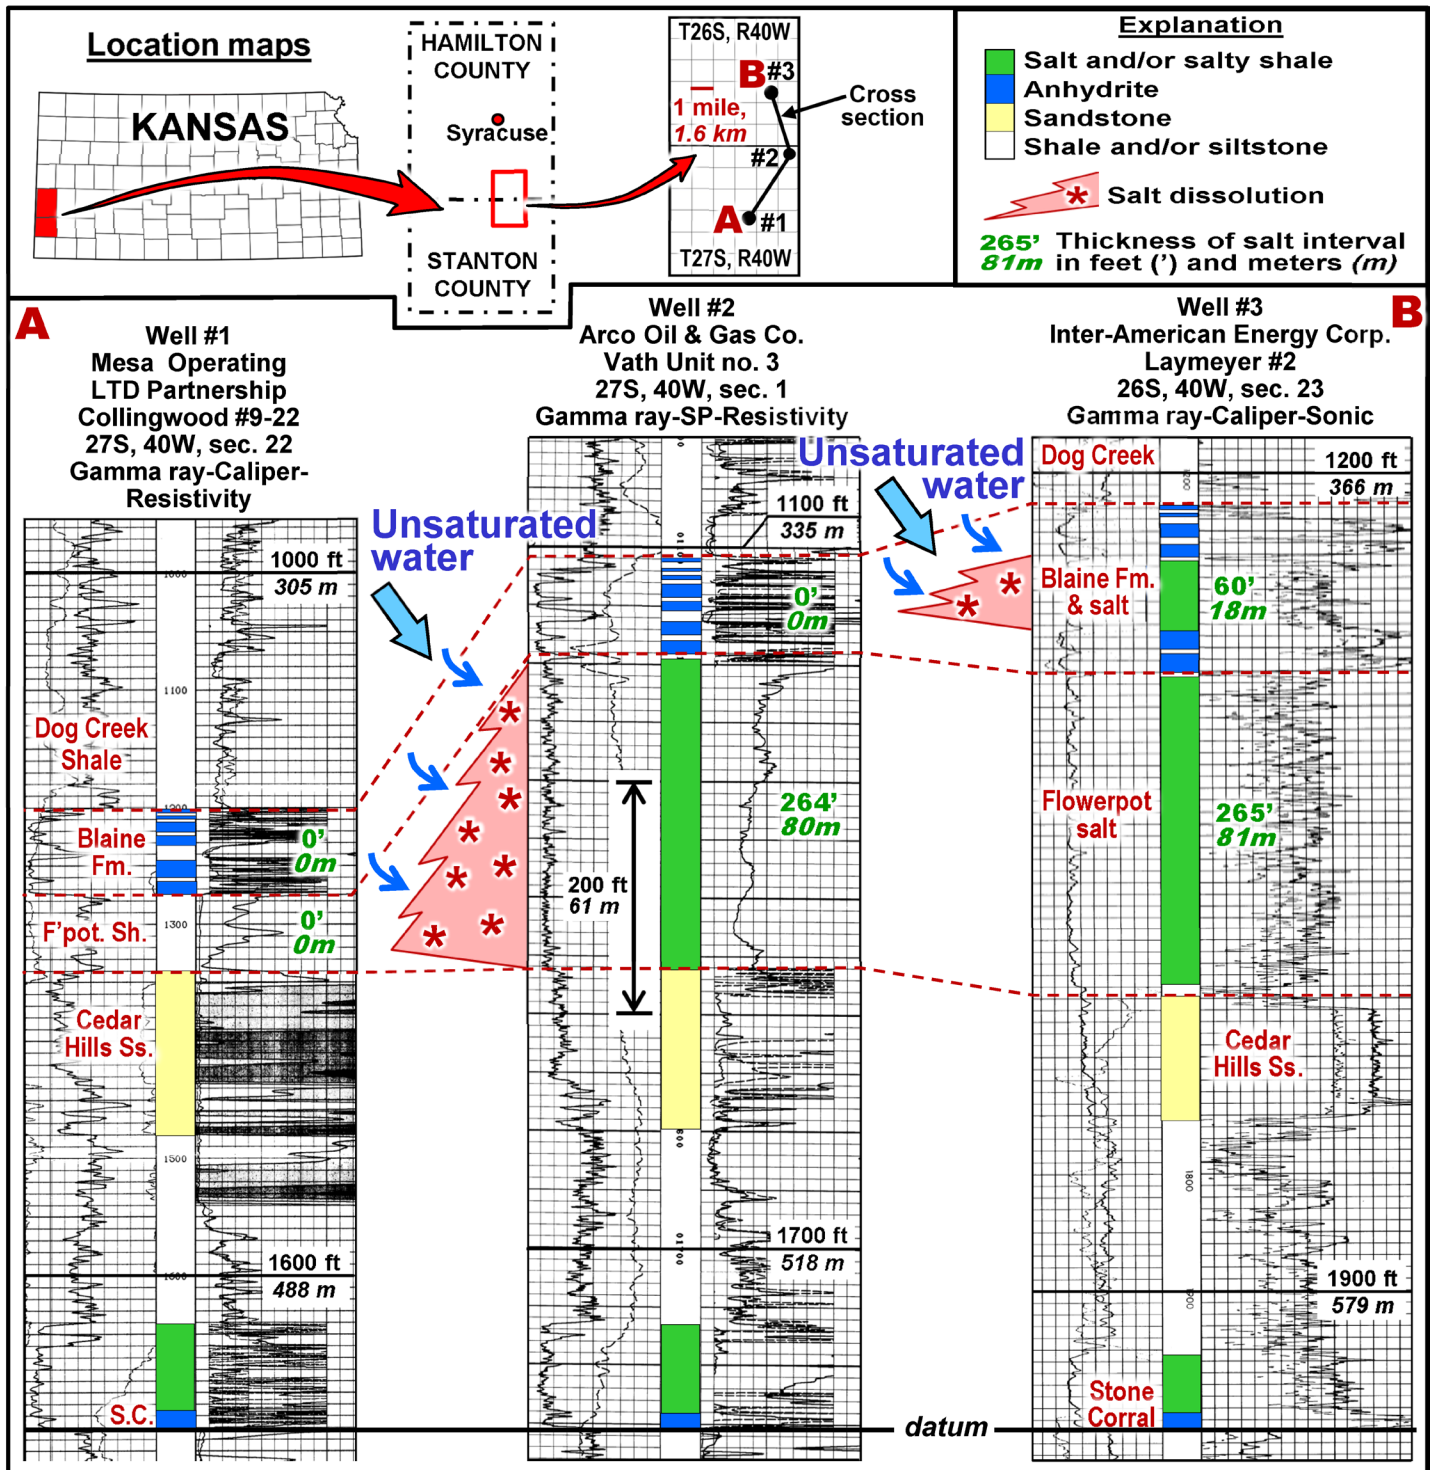 Location maps
KANSAS
HAMILTON
COUNTY
Syracuse
STANTON
COUNTY
T26S, R40W
B #3
1 mile,
1.6 km
Cross
section
#2
A #1
T27S, R40W
Explanation
Salt and/or salty shale
Anhydrite
Sandstone
Shale and/or siltstone
* Salt dissolution
265' Thickness of salt interval
81m in feet (') and meters (m)
A
Well #1
Mesa Operating
LTD Partnership
Collingwood #9-22
27S, 40W, sec. 22
Gamma ray-Caliper-
Resistivity
Well #2
Arco Oil & Gas Co.
Vath Unit no. 3
27S, 40W, sec. 1
Gamma ray-SP-Resistivity
B
Well #3
Inter-American Energy Corp.
Laymeyer #2
26S, 40W, sec. 23
Gamma ray-Caliper-Sonic
1000 ft
305 m
1100
Dog Creek
Shale
Blaine
Fm.
0'
0m
F'pot. Sh.
1300
0'
0m
Cedar
Hills Ss.
1500
1600 ft
488 m
S.C.
Unsaturated
water
1100 ft
335 m
0'
0m
264'
80m
200 ft
61 m
1700 ft
518 m
01700
Unsaturated
water
Dog Creek
1200 ft
366 m
Blaine Fm.
& salt
60'
18m
Flowerpot
salt
265'
81m
Cedar
Hills Ss.
1800
1900 ft
579 m
Stone
Corral
datum